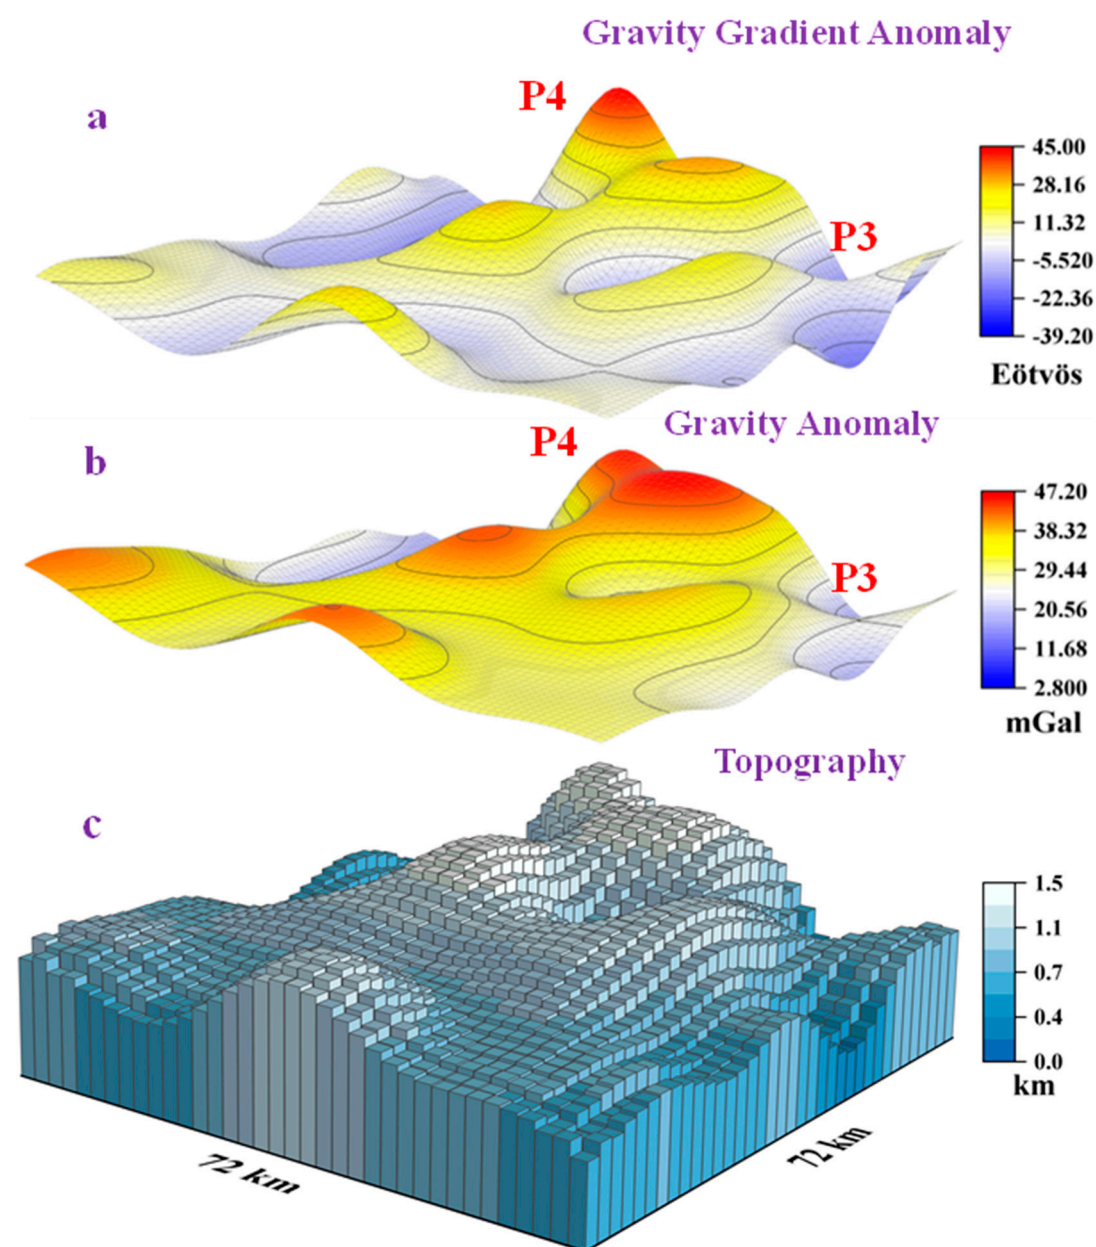 Gravity Gradient Anomaly
a
P4
P3
45.00
28.16
11.32
-5.520
-22.36
-39.20
Eötvös
Gravity Anomaly
b
P4
P3
47.20
38.32
29.44
20.56
11.68
2.800
mGal
Topography
c
1.5
1.1
0.7
0.4
0.0
km
72 km
72 km